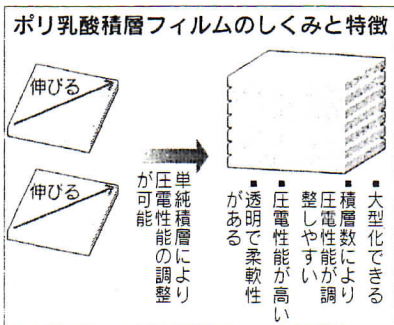 ポリ乳酸積層フィルムのしくみと特徴
伸びる
伸びる
単純積層により
圧電性能の調整
が可能
▪大型化できる
▪積層数により
圧電性能が調
整しやすい
▪圧電性能が高い
▪透明で柔軟性
がある